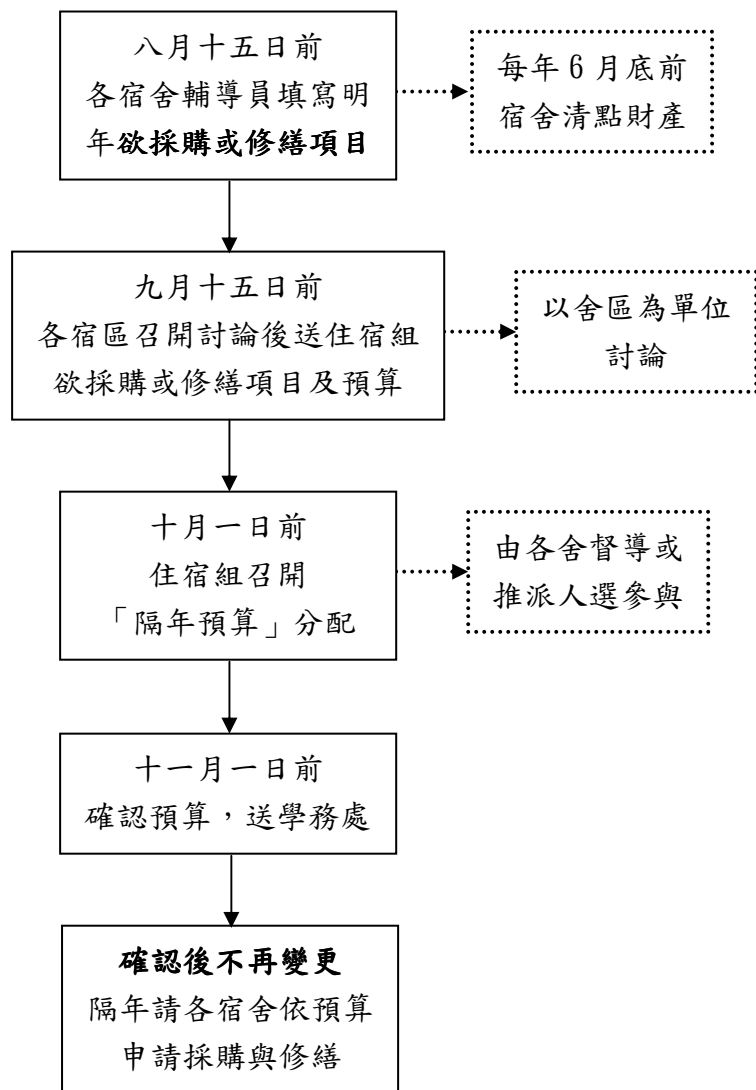 八月十五日前
各宿舍輔導員填寫明
年欲採購或修繕項目
每年 6 月底前
宿舍清點財產
九月十五日前
各宿區召開討論後送住宿組
欲採購或修繕項目及預算
以舍區為單位
討論
十月一日前
住宿組召開
「隔年預算」分配
由各舍督導或
推派人選參與
十一月一日前
確認預算，送學務處
確認後不再變更
隔年請各宿舍依預算
申請採購與修繕